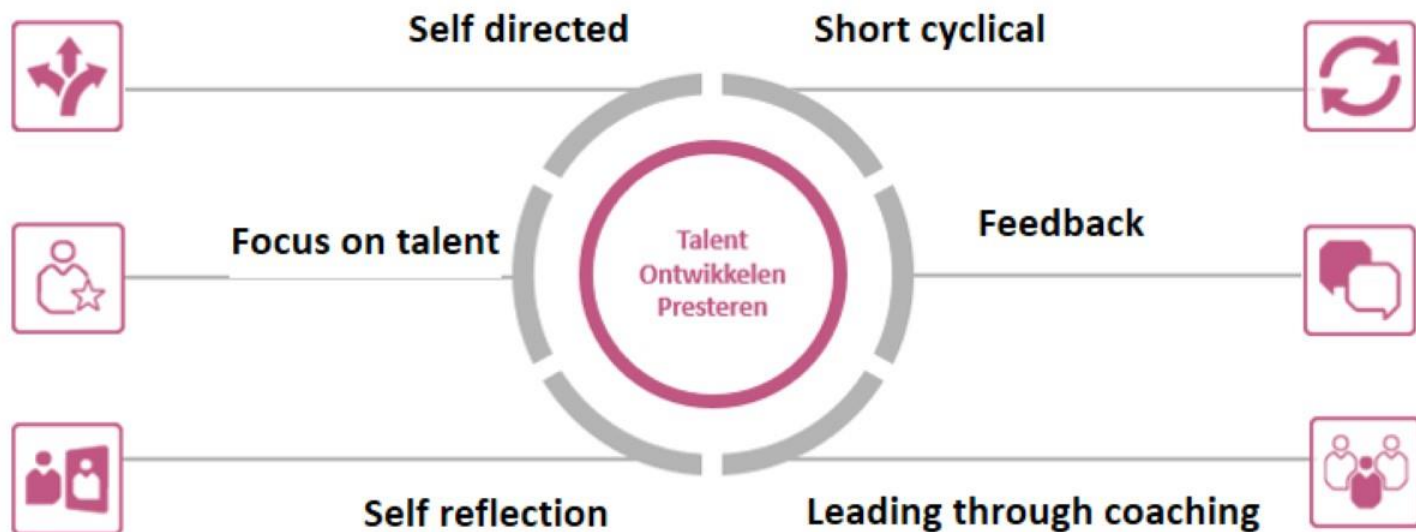 Self directed
Short cyclical
Focus on talent
Feedback
Talent
Ontwikkelen
Presteren
Self reflection
Leading through coaching